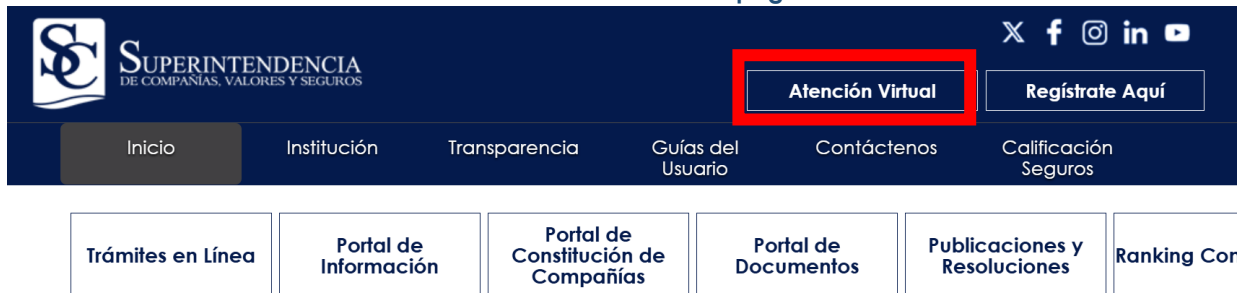 SUPERINTENDENCIA
DE COMPAÑÍAS, VALORES Y SEGUROS
Atención Virtual
Regístrate Aquí
Inicio
Institución
Transparencia
Guías del
Usuario
Contáctenos
Calificación
Seguros
Trámites en Línea
Portal de
Información
Portal de
Constitución de
Compañías
Portal de
Documentos
Publicaciones y
Resoluciones
Ranking